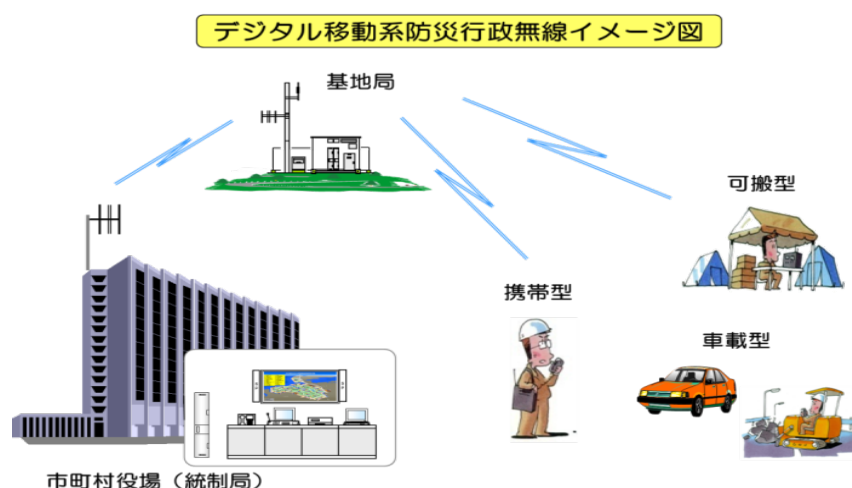 デジタル移動系防災行政無線イメージ図
基地局
可搬型
携帯型
車載型
市町村役場（統制局）